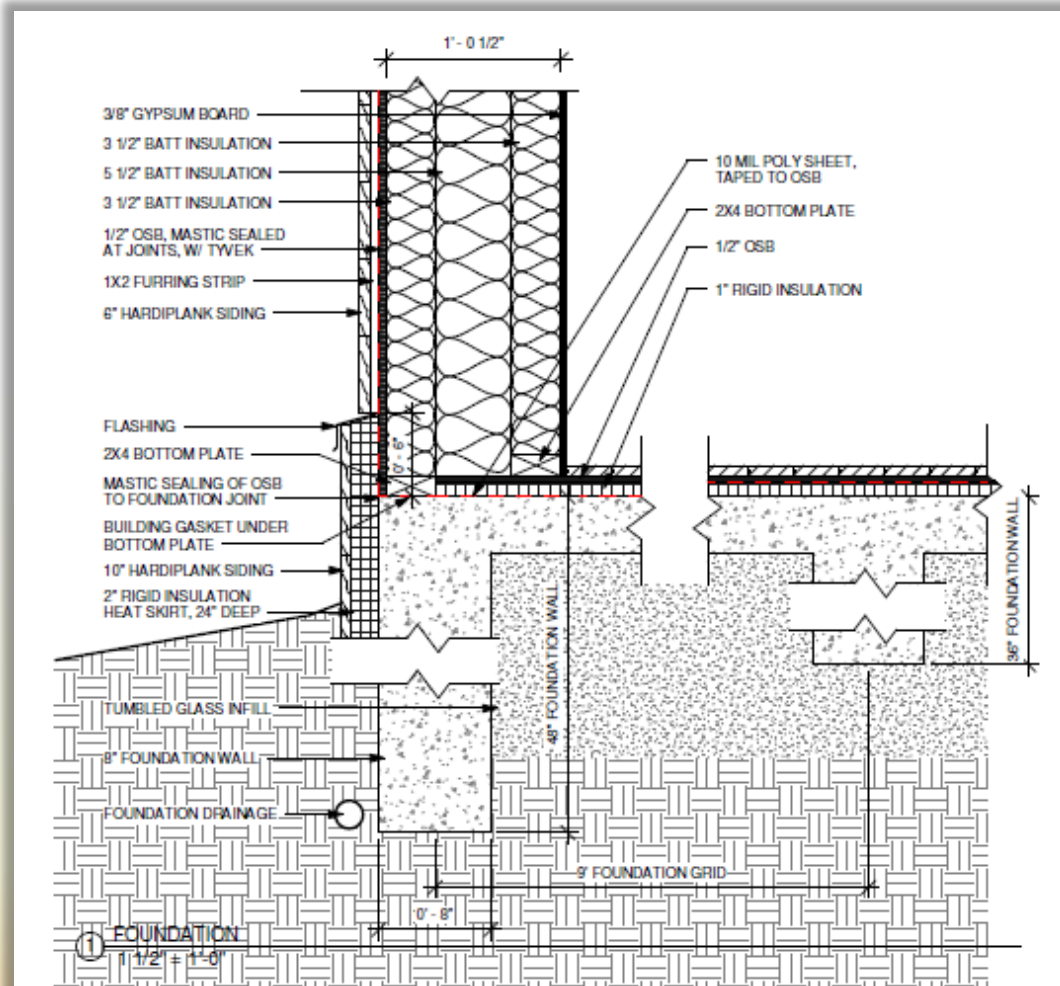 1' - 0 1/2"
3/8" GYPSUM BOARD
3 1/2" BATT INSULATION
5 1/2" BATT INSULATION
3 1/2" BATT INSULATION
1/2" OSB, MASTIC SEALED
AT JOINTS, W/ TYVEK
1X2 FURRING STRIP
6" HARDIPLANK SIDING
10 MIL POLY SHEET,
TAPED TO OSB
2X4 BOTTOM PLATE
1/2" OSB
1" RIGID INSULATION
FLASHING
2X4 BOTTOM PLATE
MASTIC SEALING OF OSB
TO FOUNDATION JOINT
BUILDING GASKET UNDER
BOTTOM PLATE
10" HARDIPLANK SIDING
2" RIGID INSULATION
HEAT SKIRT, 24" DEEP
0' - 6"
TUMBLED GLASS INFILL
8" FOUNDATION WALL
FOUNDATION DRAINAGE
48" FOUNDATION WALL
36" FOUNDATION WALL
9' FOUNDATION GRID
0' - 8"
1
FOUNDATION
1 1/2" = 1'-0"